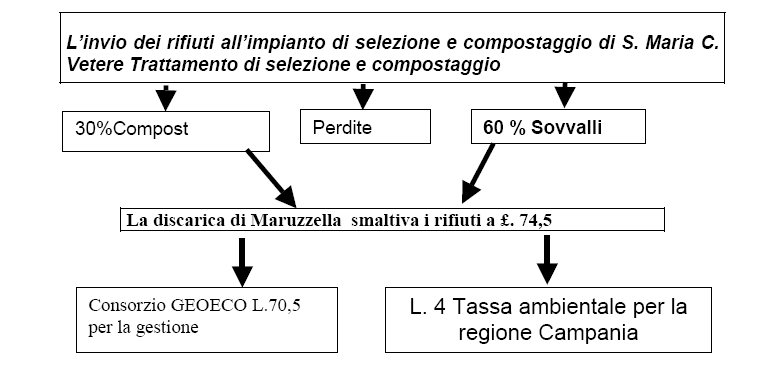 L’invio dei rifiuti all’impianto di selezione e compostaggio di S. Maria C.
Vetere Trattamento di selezione e compostaggio
30%Compost
Perdite
60 % Sovvalli
La discarica di Maruzzella smaltiva i rifiuti a £. 74,5
Consorzio GEOECO L.70,5
per la gestione
L. 4 Tassa ambientale per la
regione Campania